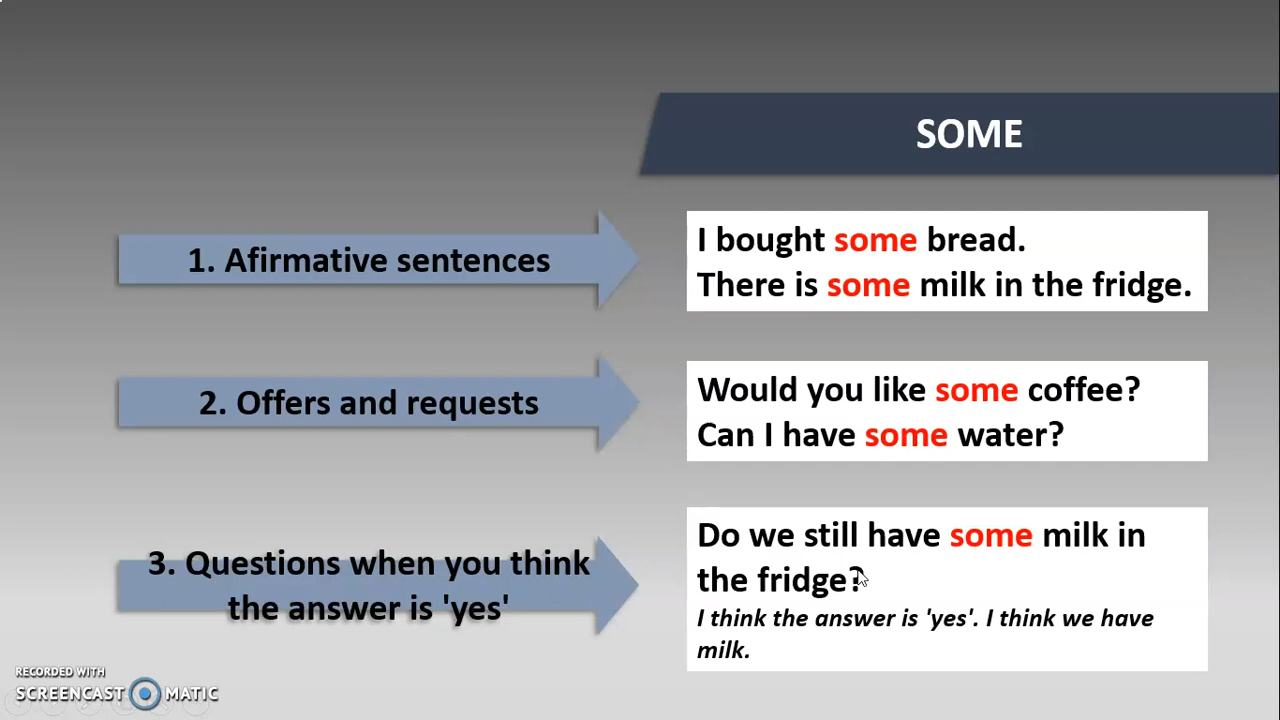 SOME
1. Afirmative sentences
I bought some bread.
There is some milk in the fridge.
2. Offers and requests
Would you like some coffee?
Can I have some water?
3. Questions when you think
the answer is 'yes'
Do we still have some milk in
the fridge?
I think the answer is 'yes'. I think we have
milk.
RECORDED WITH
SCREENCAST MATIC